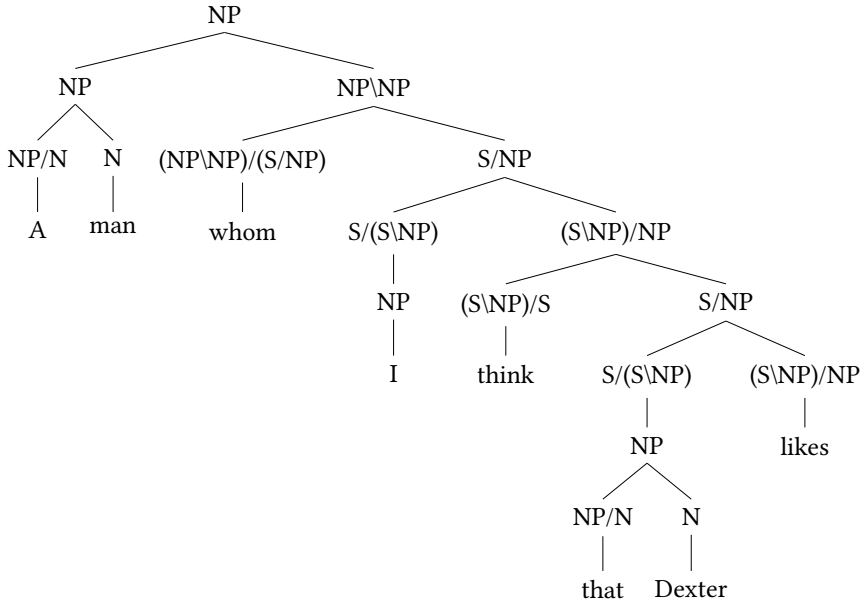 NP
NP NP\NP
NP/N N (NP\NP)/(S/NP) S/NP
A man whom S/(S\NP) (S\NP)/NP
NP (S\NP)/S S/NP
I think S/(S\NP) (S\NP)/NP
NP likes
NP/N N
that Dexter